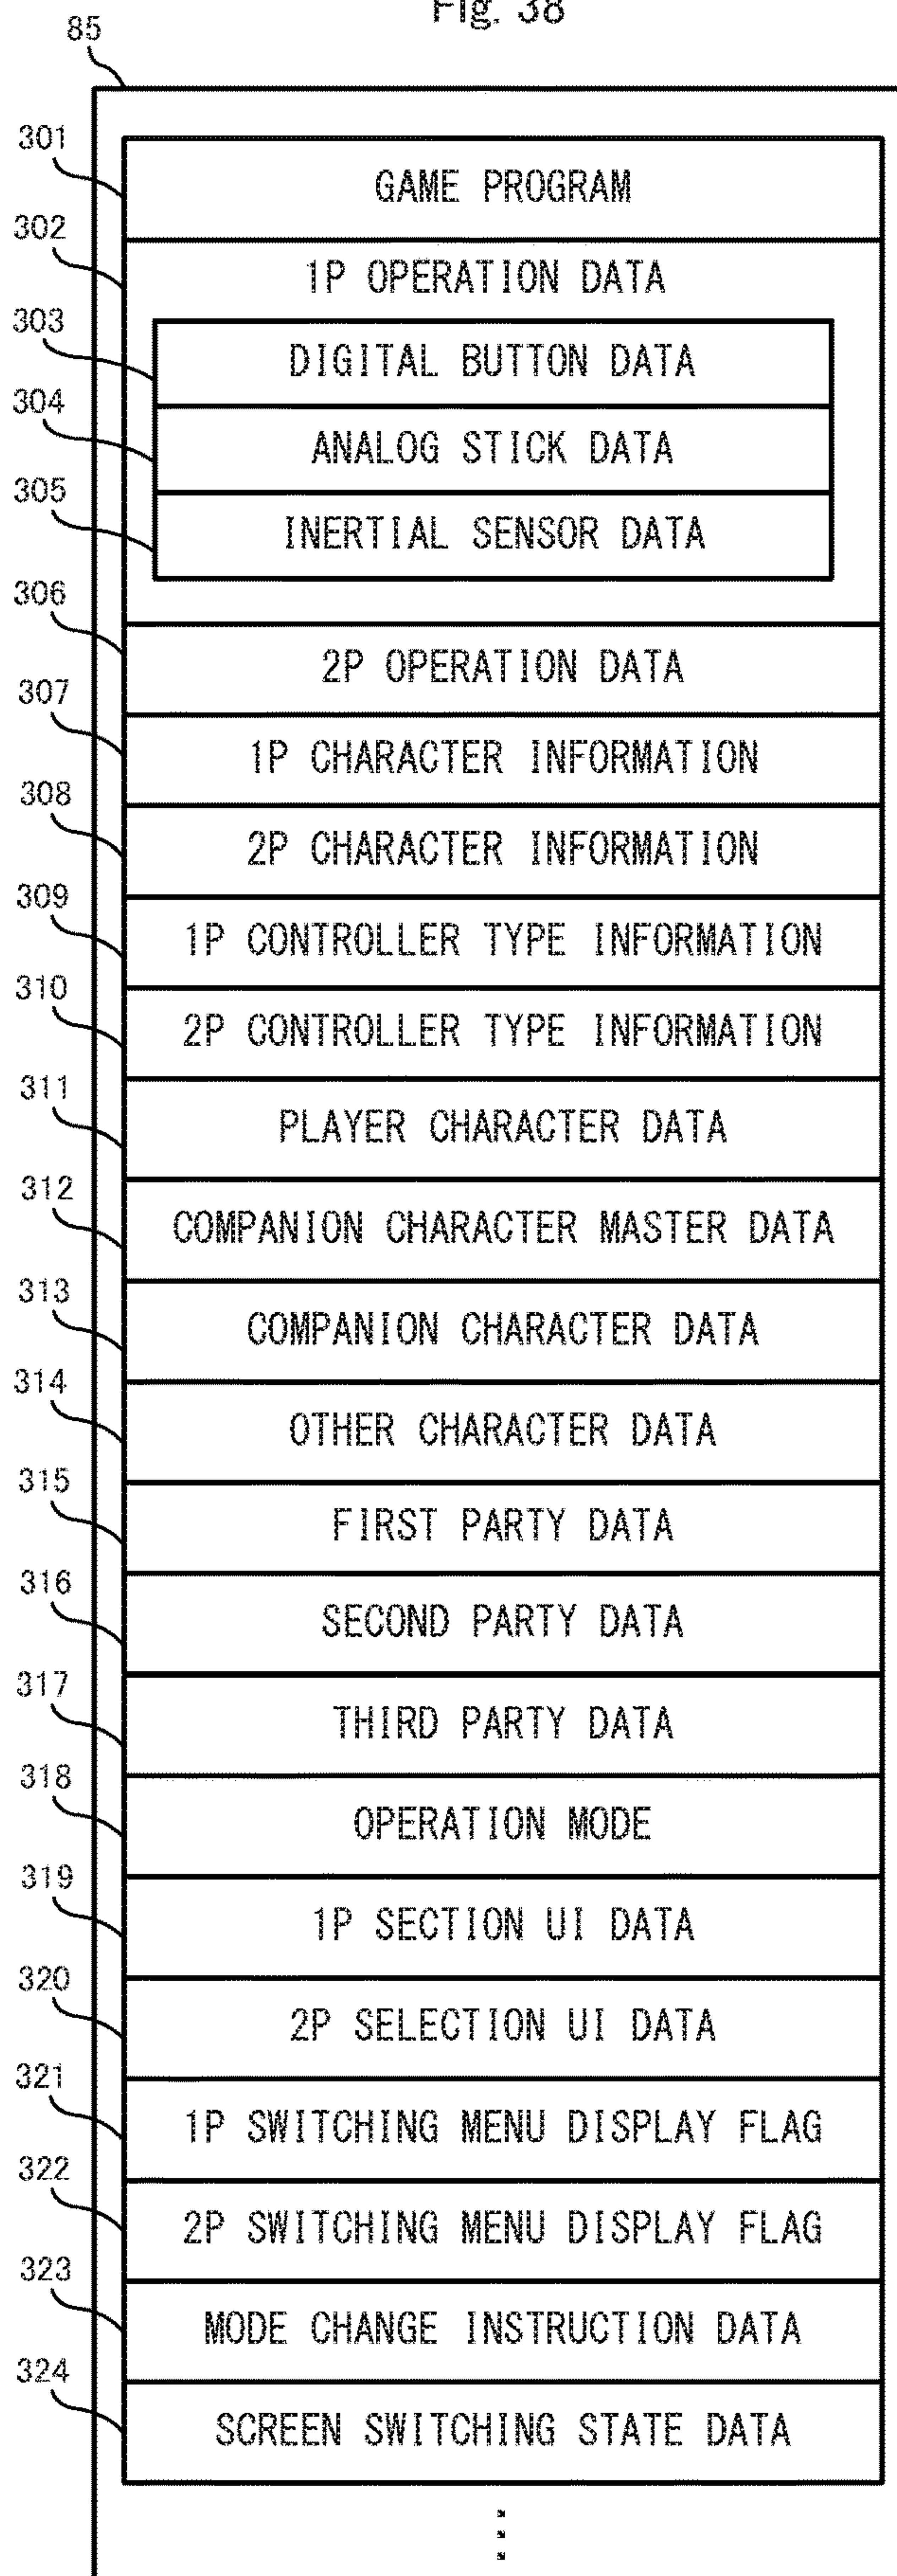 Fig. 38
85
301
GAME PROGRAM
302
1P OPERATION DATA
303
DIGITAL BUTTON DATA
304
ANALOG STICK DATA
305
INERTIAL SENSOR DATA
306
2P OPERATION DATA
307
1P CHARACTER INFORMATION
308
2P CHARACTER INFORMATION
309
1P CONTROLLER TYPE INFORMATION
310
2P CONTROLLER TYPE INFORMATION
311
PLAYER CHARACTER DATA
312
COMPANION CHARACTER MASTER DATA
313
COMPANION CHARACTER DATA
314
OTHER CHARACTER DATA
315
FIRST PARTY DATA
316
SECOND PARTY DATA
317
THIRD PARTY DATA
318
OPERATION MODE
319
1P SECTION UI DATA
320
2P SELECTION UI DATA
321
1P SWITCHING MENU DISPLAY FLAG
322
2P SWITCHING MENU DISPLAY FLAG
323
MODE CHANGE INSTRUCTION DATA
324
SCREEN SWITCHING STATE DATA